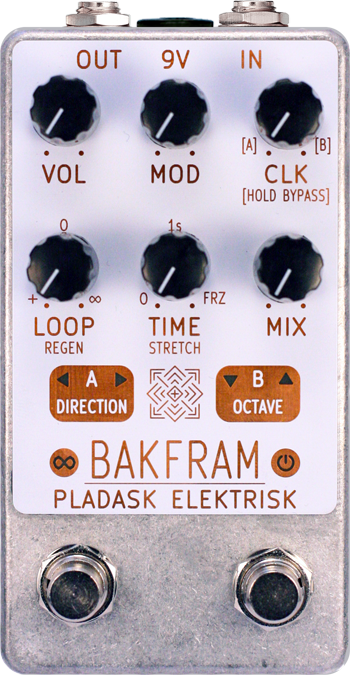 OUT 9V IN
[A] [B]
VOL MOD CLK
[HOLD BYPASS]
0 1s
+ ∞ 0 FRZ
LOOP TIME MIX
REGEN STRETCH
A B
DIRECTION OCTAVE
∞ BAKFRAM
PLADASK ELEKTRISK